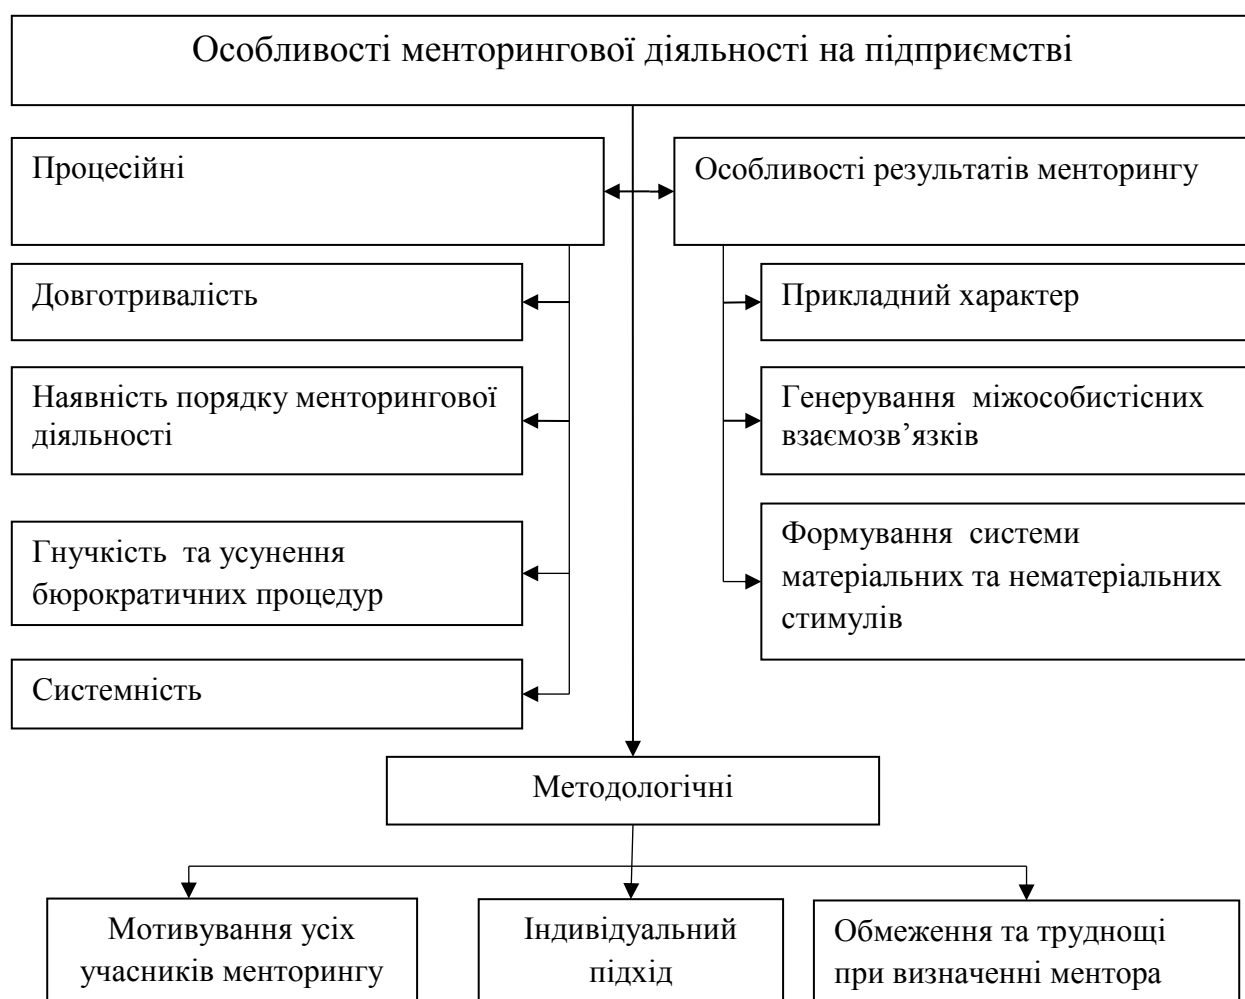 Особливості менторингової діяльності на підприємстві
Процесійні
Особливості результатів менторингу
Довготривалість
Прикладний характер
Наявність порядку менторингової
діяльності
Генерування міжособистісних
взаємозв’язків
Гнучкість та усунення
бюрократичних процедур
Формування системи
матеріальних та нематеріальних
стимулів
Системність
Методологічні
Мотивування усіх
учасників менторингу
Індивідуальний
підхід
Обмеження та труднощі
при визначенні ментора